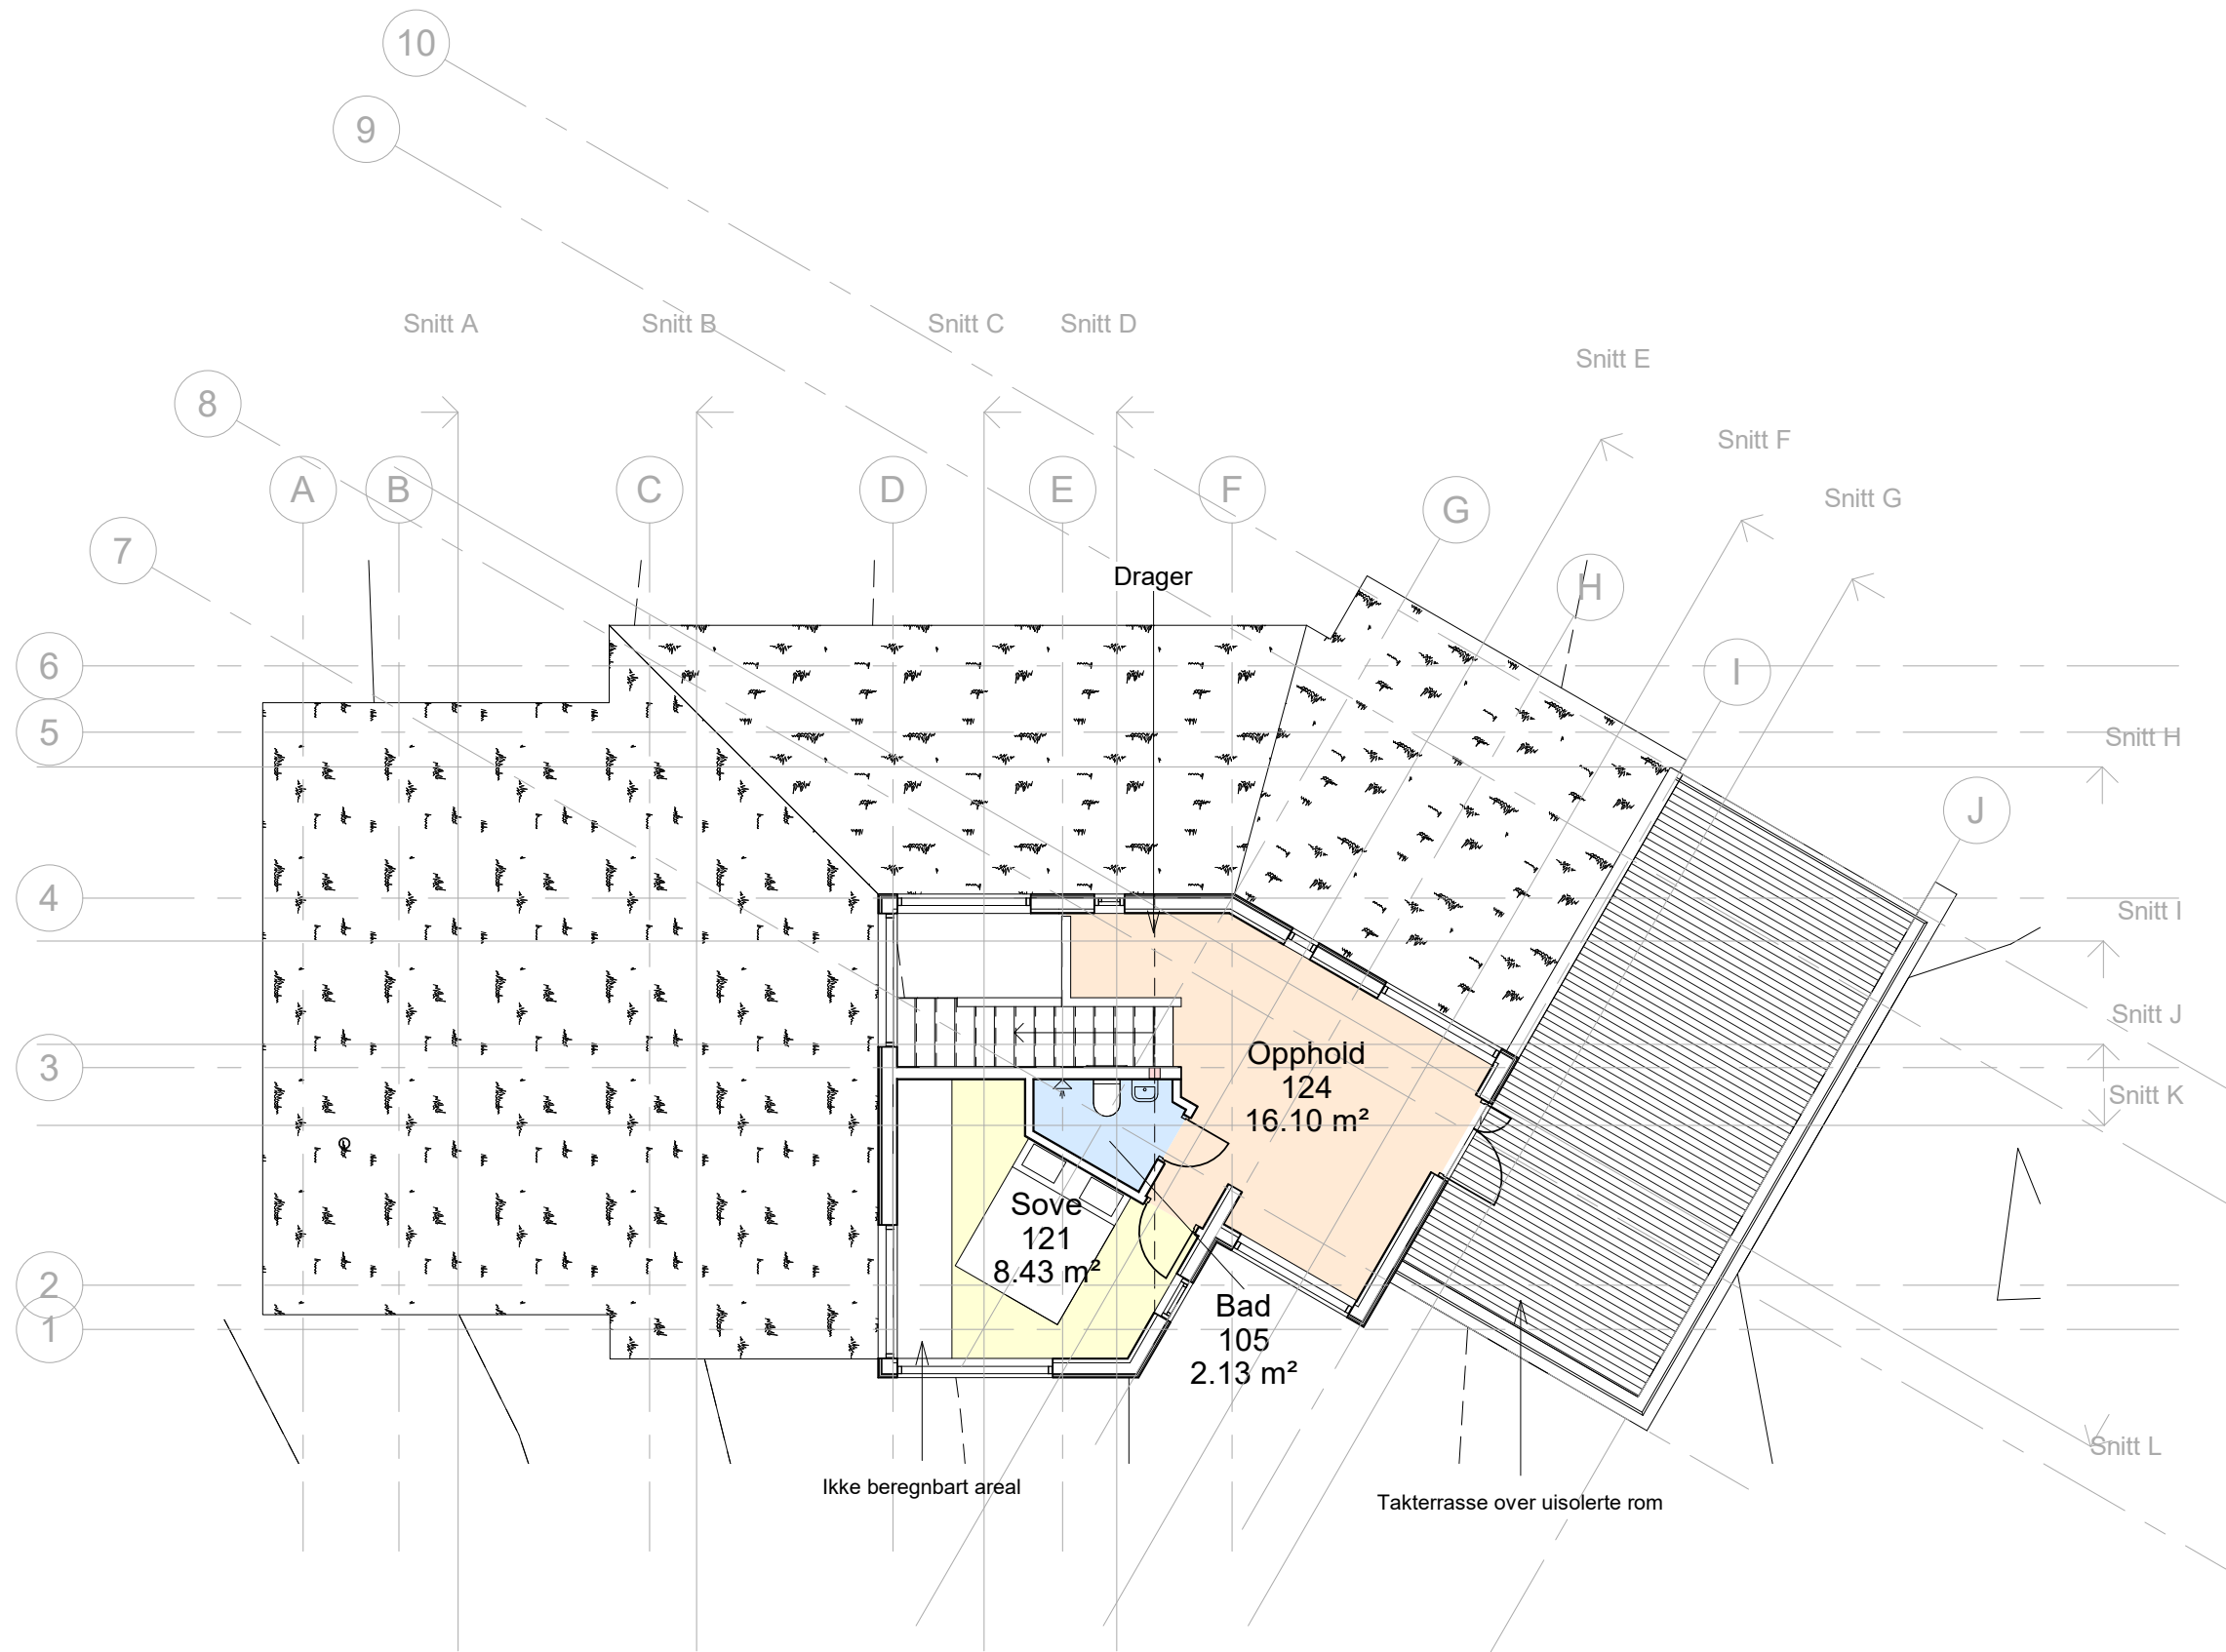 10
9
8
7
Snitt A
Snitt B
Snitt C
Snitt D
Snitt E
Snitt F
Snitt G
A
B
C
D
E
F
G
H
I
J
Drager
6
5
4
3
2
1
Snitt H
Snitt I
Snitt J
Snitt K
Snitt L
Opphold
124
16.10 m²
Sove
121
8.43 m²
Bad
105
2.13 m²
Ikke beregnbart areal
Takterrasse over uisolerte rom